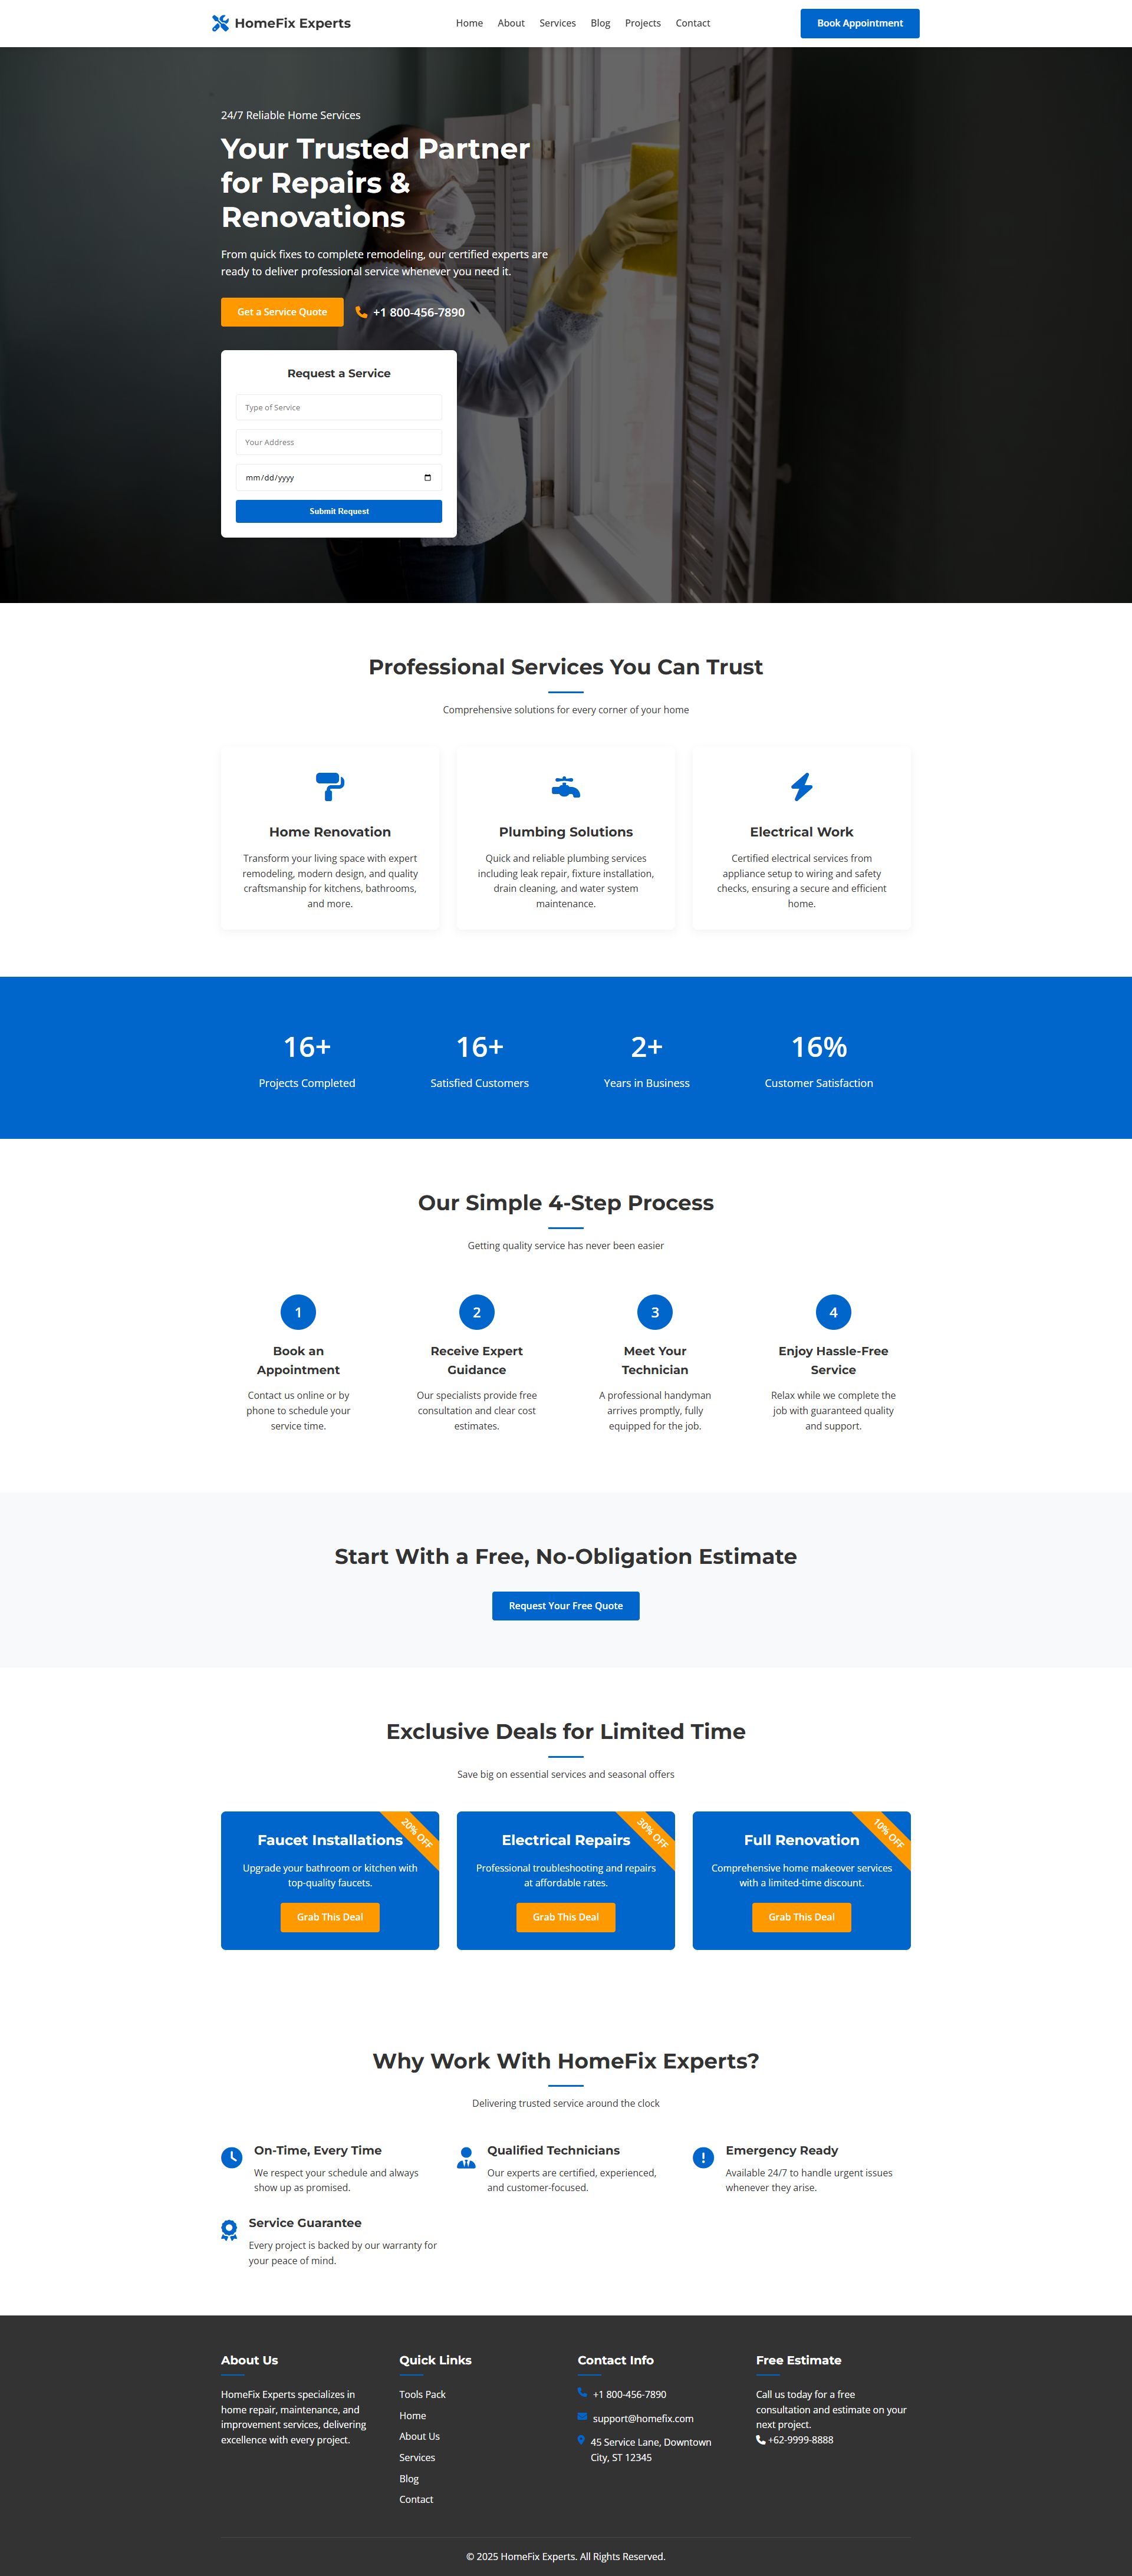 HomeFix Experts
Home About Services Blog Projects Contact
Book Appointment
24/7 Reliable Home Services
Your Trusted Partner
for Repairs &
Renovations
From quick fixes to complete remodeling, our certified experts are
ready to deliver professional service whenever you need it.
Get a Service Quote
+1 800-456-7890
Request a Service
Type of Service
Your Address
mm/dd/yyyy
Submit Request
Professional Services You Can Trust
Comprehensive solutions for every corner of your home
Home Renovation
Transform your living space with expert
remodeling, modern design, and quality
craftsmanship for kitchens, bathrooms,
and more.
Plumbing Solutions
Quick and reliable plumbing services
including leak repair, fixture installation,
drain cleaning, and water system
maintenance.
Electrical Work
Certified electrical services from
appliance setup to wiring and safety
checks, ensuring a secure and efficient
home.
16+
Projects Completed
16+
Satisfied Customers
2+
Years in Business
16%
Customer Satisfaction
Our Simple 4-Step Process
Getting quality service has never been easier
1
Book an
Appointment
Contact us online or by
phone to schedule your
service time.
2
Receive Expert
Guidance
Our specialists provide free
consultation and clear cost
estimates.
3
Meet Your
Technician
A professional handyman
arrives promptly, fully
equipped for the job.
4
Enjoy Hassle-Free
Service
Relax while we complete the
job with guaranteed quality
and support.
Start With a Free, No-Obligation Estimate
Request Your Free Quote
Exclusive Deals for Limited Time
Save big on essential services and seasonal offers
20% OFF
Faucet Installations
Upgrade your bathroom or kitchen with
top-quality faucets.
Grab This Deal
30% OFF
Electrical Repairs
Professional troubleshooting and repairs
at affordable rates.
Grab This Deal
10% OFF
Full Renovation
Comprehensive home makeover services
with a limited-time discount.
Grab This Deal
Why Work With HomeFix Experts?
Delivering trusted service around the clock
On-Time, Every Time
We respect your schedule and always
show up as promised.
Qualified Technicians
Our experts are certified, experienced,
and customer-focused.
Emergency Ready
Available 24/7 to handle urgent issues
whenever they arise.
Service Guarantee
Every project is backed by our warranty for
your peace of mind.
About Us
HomeFix Experts specializes in
home repair, maintenance, and
improvement services, delivering
excellence with every project.
Quick Links
Tools Pack
Home
About Us
Services
Blog
Contact
Contact Info
+1 800-456-7890
support@homefix.com
45 Service Lane, Downtown
City, ST 12345
Free Estimate
Call us today for a free
consultation and estimate on your
next project.
+62-9999-8888
© 2025 HomeFix Experts. All Rights Reserved.